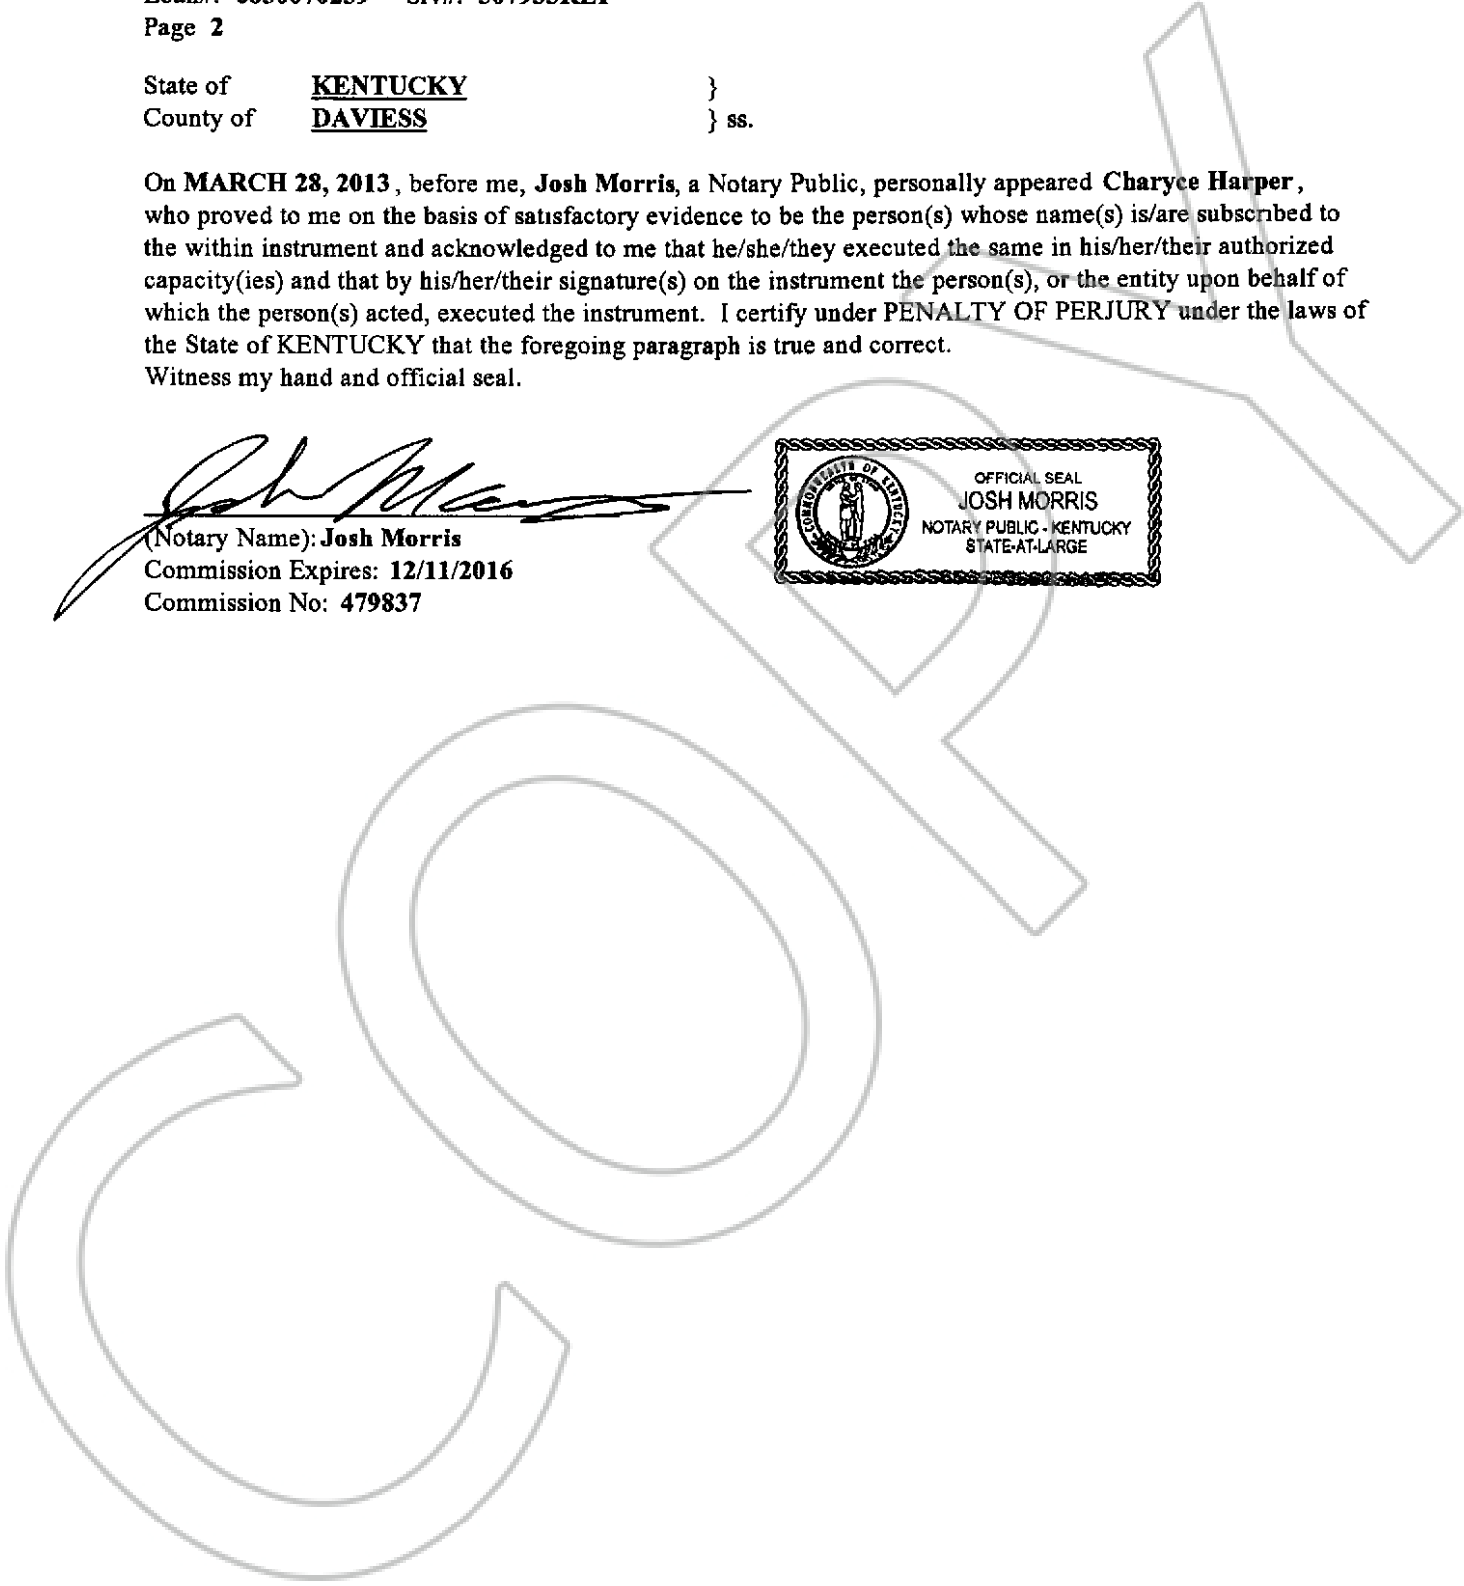 Page 2
State of KENTUCKY }
County of DAVIESS } ss.
On MARCH 28, 2013, before me, Josh Morris, a Notary Public, personally appeared Charyce Harper,
who proved to me on the basis of satisfactory evidence to be the person(s) whose name(s) is/are subscribed to
the within instrument and acknowledged to me that he/she/they executed the same in his/her/their authorized
capacity(ies) and that by his/her/their signature(s) on the instrument the person(s), or the entity upon behalf of
which the person(s) acted, executed the instrument. I certify under PENALTY OF PERJURY under the laws of
the State of KENTUCKY that the foregoing paragraph is true and correct.
Witness my hand and official seal.
Josh Morris
(Notary Name): Josh Morris
Commission Expires: 12/11/2016
Commission No: 479837
COMMONWEALTH OF KENTUCKY
OFFICIAL SEAL
JOSH MORRIS
NOTARY PUBLIC - KENTUCKY
STATE-AT-LARGE
COPY